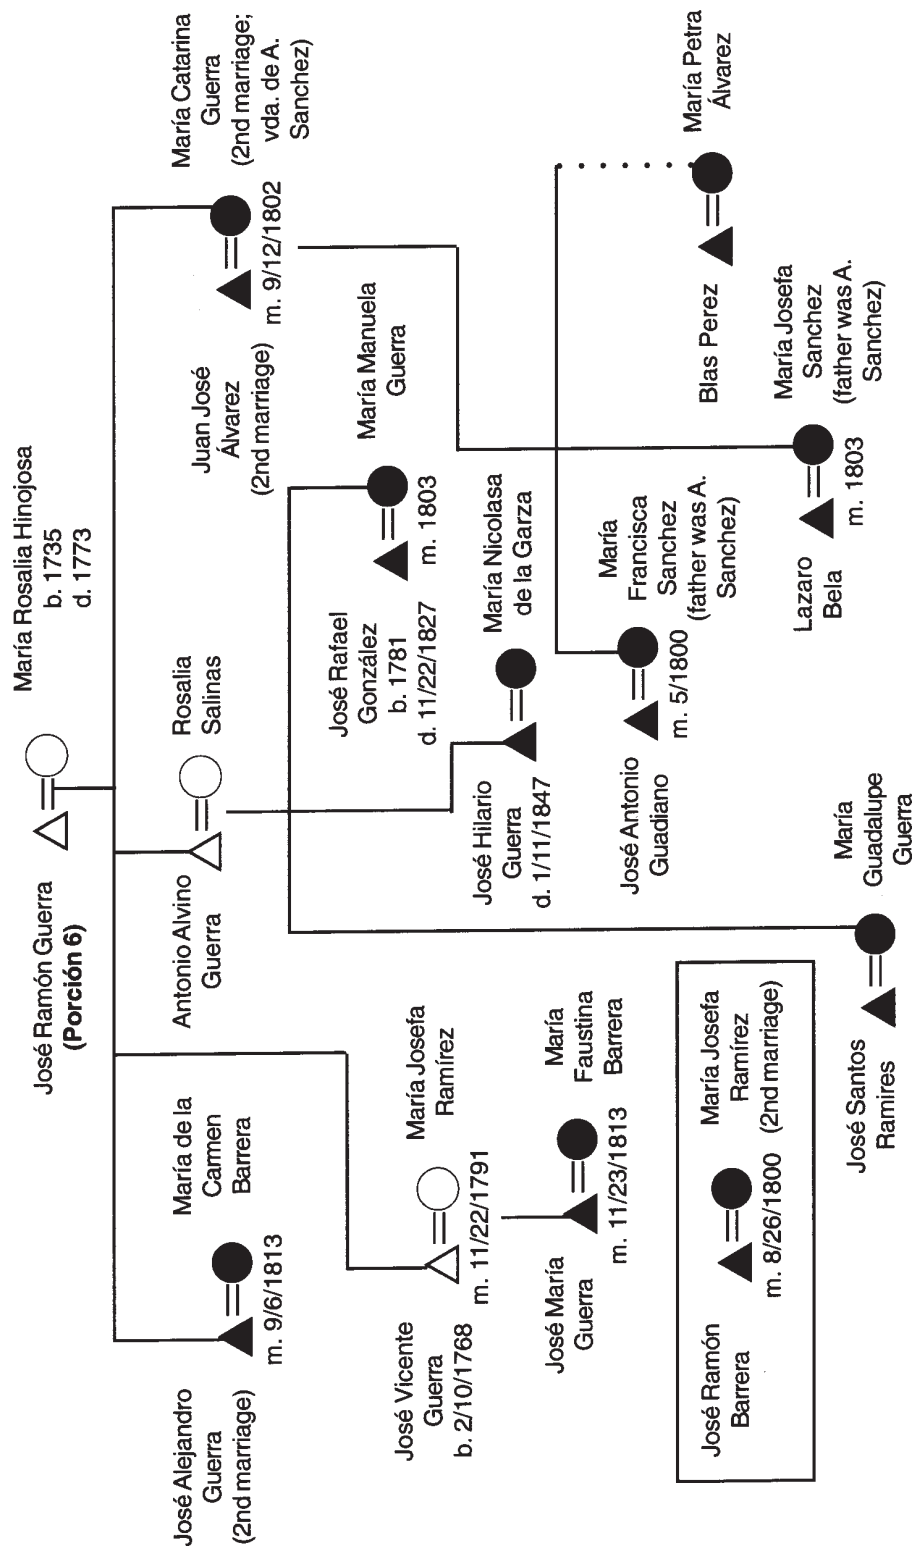 José Ramón Guerra
(Porción 6)
María Rosalia Hinojosa
b. 1735
d. 1773
José Alejandro
Guerra
(2nd marriage)
m. 9/6/1813
María de la
Carmen
Barrera
Antonio Alvino
Guerra
Rosalia
Salinas
Juan José
Álvarez
(2nd marriage)
m. 9/12/1802
María Catarina
Guerra
(2nd marriage;
vda. de A.
Sanchez)
José Vicente
Guerra
b. 2/10/1768
m. 11/22/1791
María Josefa
Ramírez
José Rafael
González
b. 1781
d. 11/22/1827
m. 1803
María Manuela
Guerra
José Hilario
Guerra
d. 1/11/1847
María Nicolasa
de la Garza
José María
Guerra
m. 11/23/1813
María
Faustina
Barrera
José Antonio
Guadiano
m. 5/1800
María
Francisca
Sanchez
(father was A.
Sanchez)
Blas Perez
María Petra
Álvarez
José Ramón
Barrera
m. 8/26/1800
María Josefa
Ramírez
(2nd marriage)
Lazaro
Bela
m. 1803
María Josefa
Sanchez
(father was A.
Sanchez)
José Santos
Ramires
María
Guadalupe
Guerra